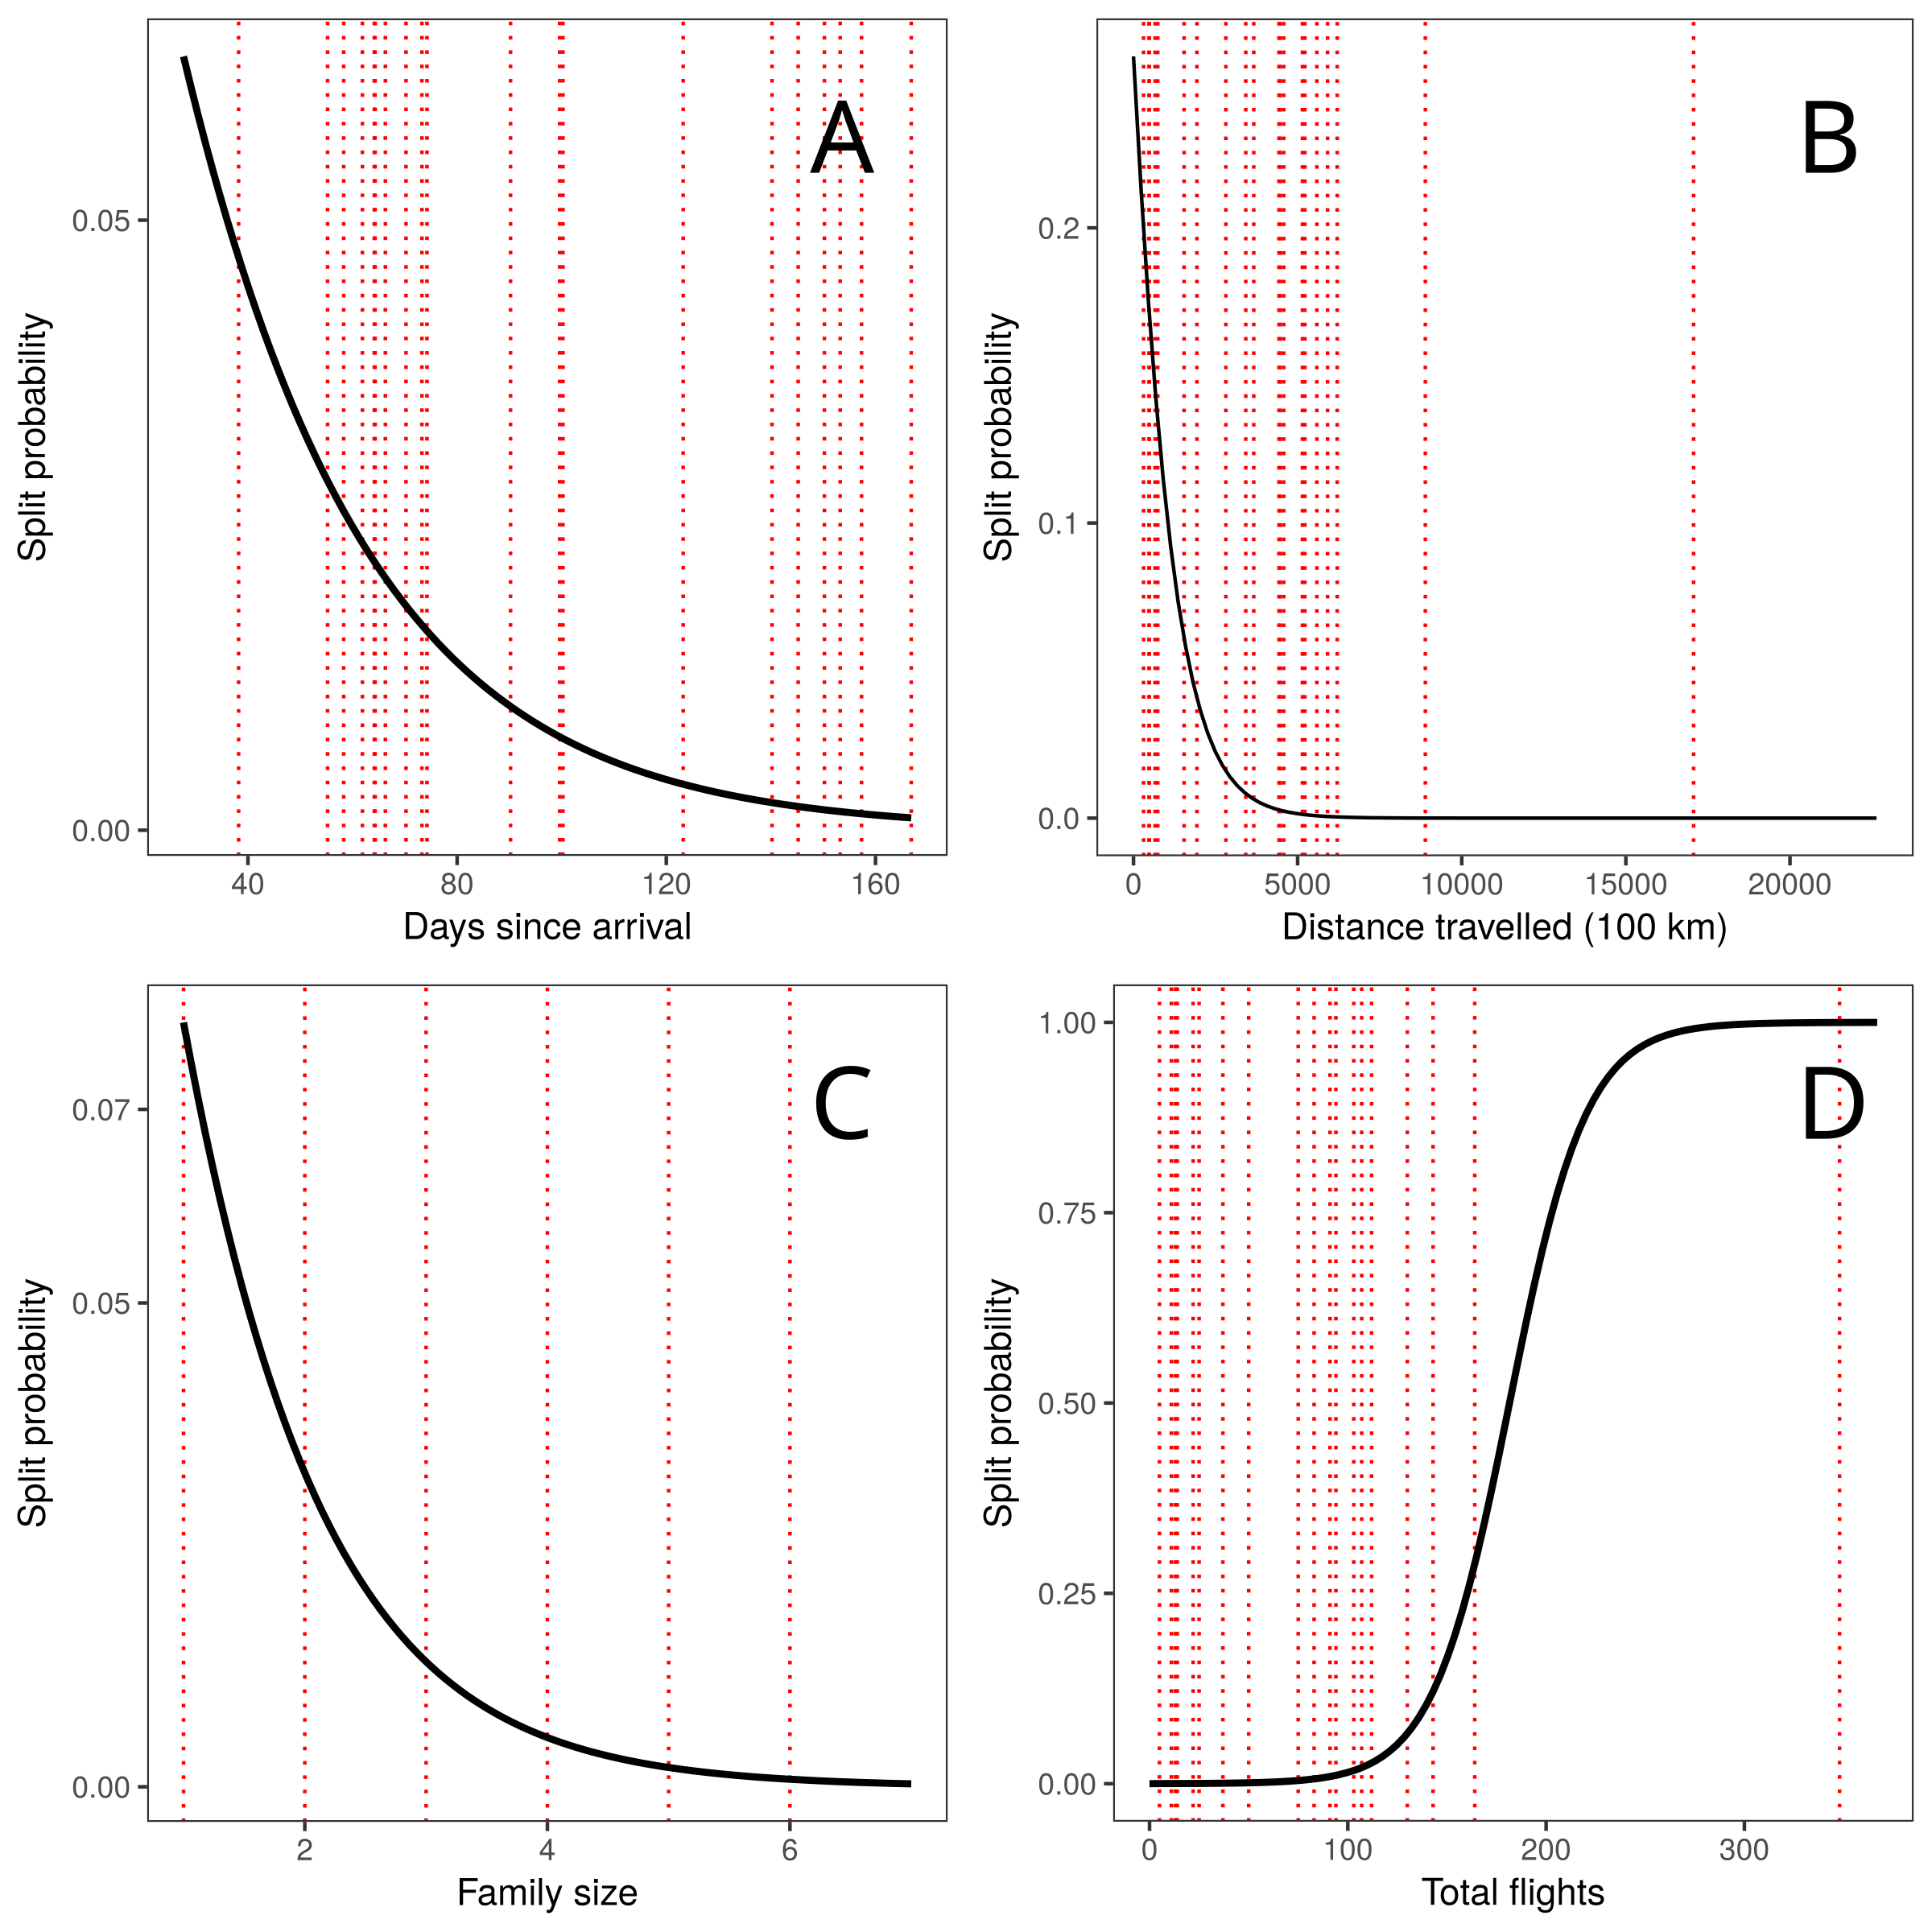 A
Split probability
0.05
0.00
40 80 120 160
Days since arrival
B
Split probability
0.2
0.1
0.0
0 5000 10000 15000 20000
Distance travelled (100 km)
C
Split probability
0.07
0.05
0.00
2 4 6
Family size
D
Split probability
1.00
0.75
0.50
0.25
0.00
0 100 200 300
Total flights